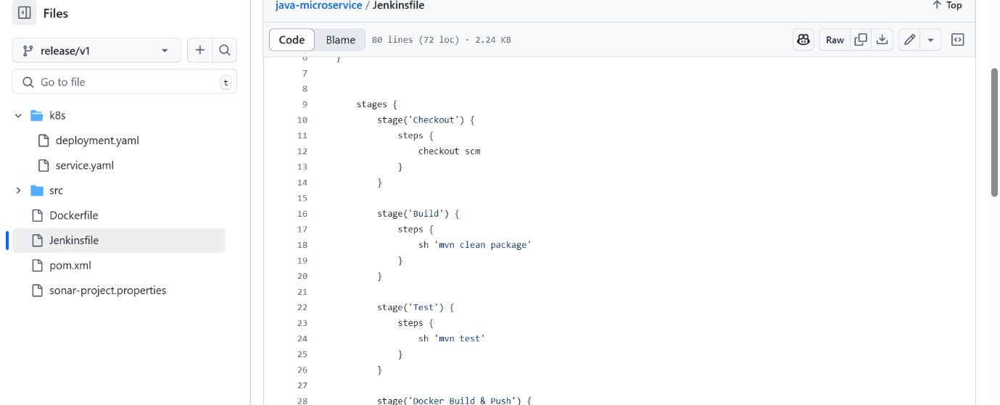 Files
release/v1
Go to file
t
k8s
deployment.yaml
service.yaml
src
Dockerfile
Jenkinsfile
pom.xml
sonar-project.properties
java-microservice / Jenkinsfile
Top
Code
Blame
80 lines (72 loc) · 2.24 KB
Raw
6 }
7
8
9 stages {
10 stage('Checkout') {
11 steps {
12 checkout scm
13 }
14 }
15
16 stage('Build') {
17 steps {
18 sh 'mvn clean package'
19 }
20 }
21
22 stage('Test') {
23 steps {
24 sh 'mvn test'
25 }
26 }
27
28 stage('Docker Build & Push') {